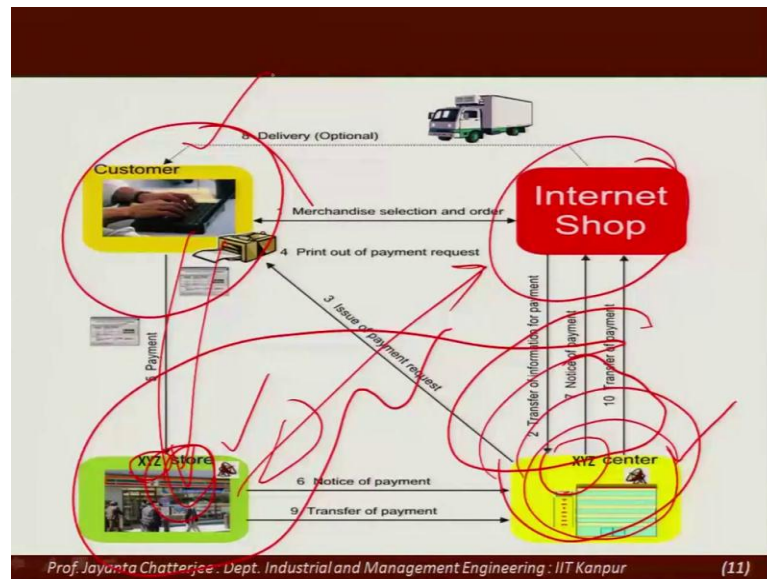 8 Delivery (Optional)
Customer
Internet
Shop
1 Merchandise selection and order
4 Print out of payment request
3 Issue of payment request
2 Transfer of information for payment
7 Notice of payment
10 Transfer of payment
5 Payment
XYZ store
XYZ center
6 Notice of payment
9 Transfer of payment
Prof. Jayanta Chatterjee : Dept. Industrial and Management Engineering : IIT Kanpur (11)